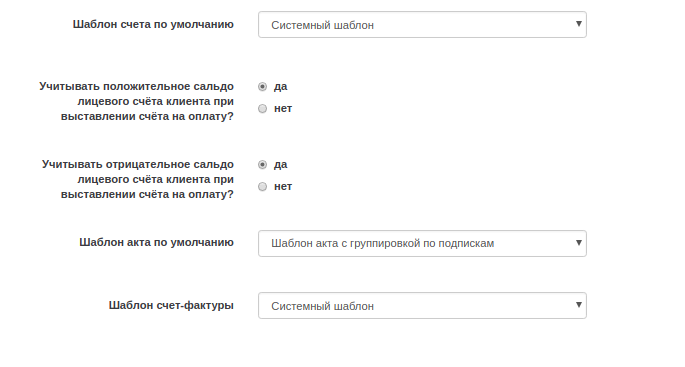 Шаблон счета по умолчанию
Системный шаблон
Учитывать положительное сальдо
лицевого счёта клиента при
выставлении счёта на оплату?
да
нет
Учитывать отрицательное сальдо
лицевого счёта клиента при
выставлении счёта на оплату?
да
нет
Шаблон акта по умолчанию
Шаблон акта с группировкой по подпискам
Шаблон счет-фактуры
Системный шаблон